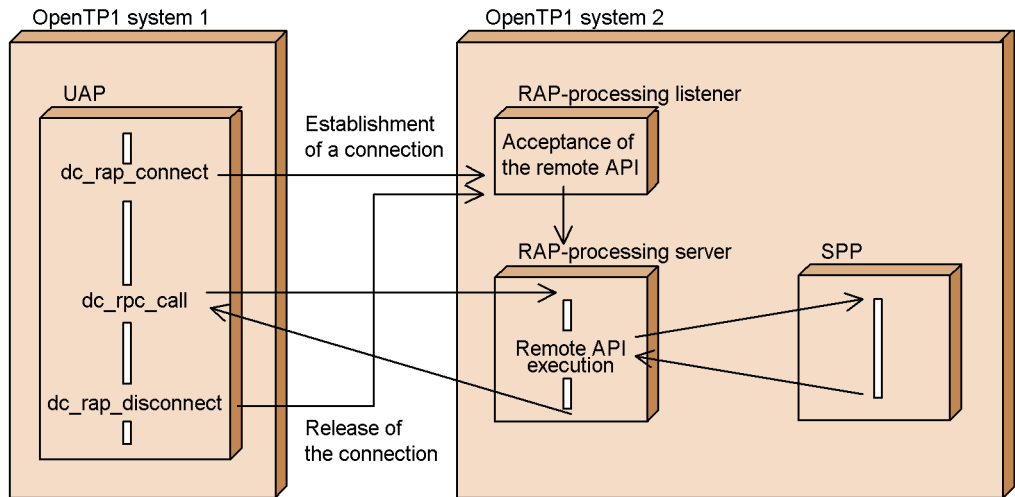 OpenTP1 system 1
OpenTP1 system 2
UAP
RAP-processing listener
Establishment
of a connection
Acceptance of
the remote API
dc_rap_connect
RAP-processing server
SPP
dc_rpc_call
Remote API
execution
dc_rap_disconnect
Release of
the connection